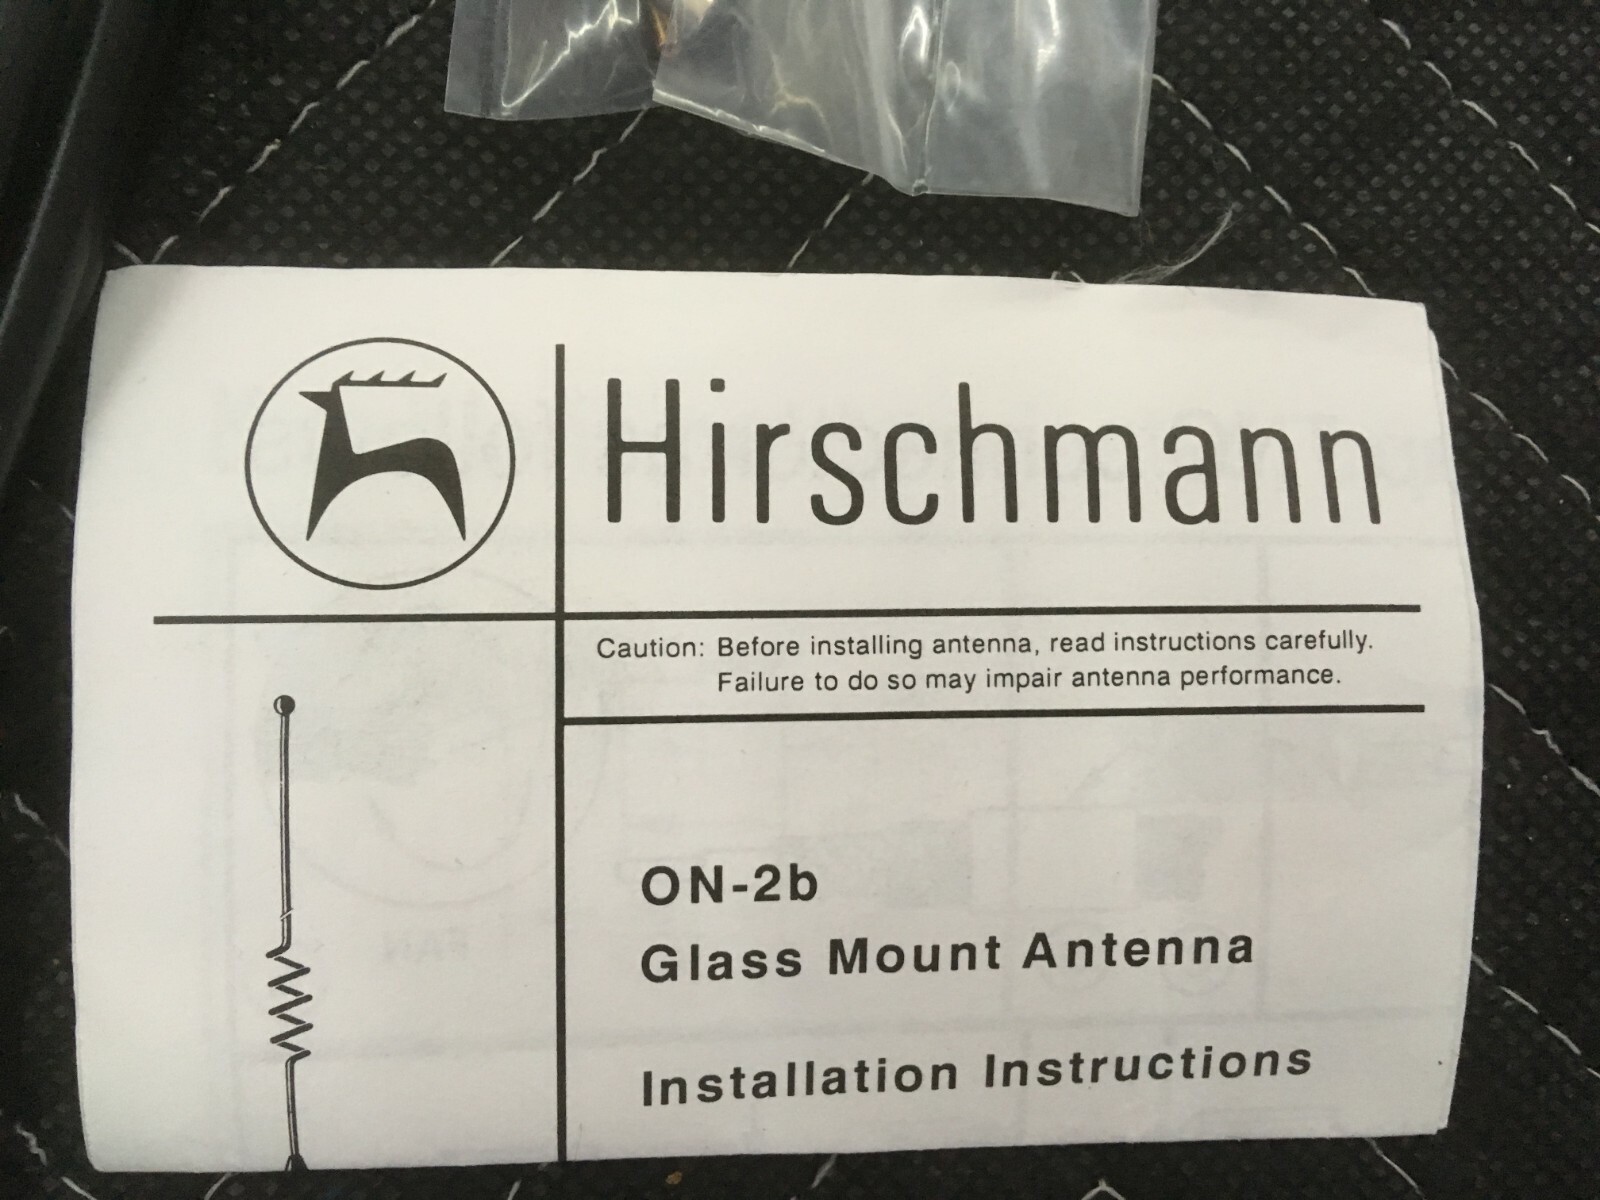 Hirschmann
Caution: Before installing antenna, read instructions carefully.
Failure to do so may impair antenna performance.
ON-2b
Glass Mount Antenna
Installation Instructions